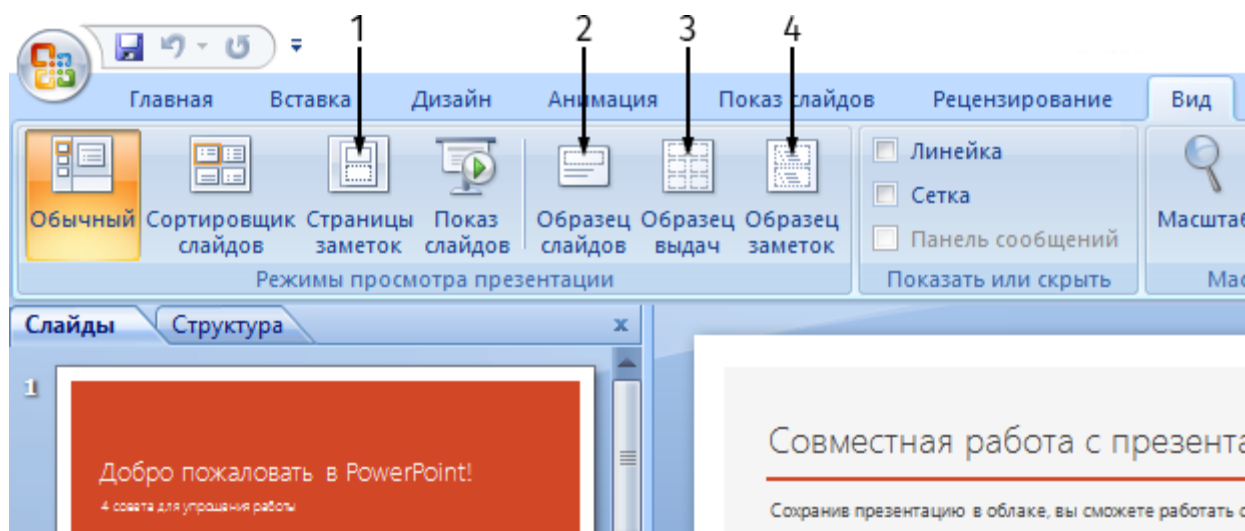 1 2 3 4
Главная Вставка Дизайн Анимация Показ слайдов Рецензирование Вид
Обычный Сортировщик слайдов Страницы заметок Показ слайдов Образец слайдов Образец выдач Образец заметок
Линейка
Сетка
Панель сообщений
Масштаб
Режимы просмотра презентации Показать или скрыть Мас
Слайды Структура x
1
Добро пожаловать в PowerPoint!
4 совета для упрощения работы
Совместная работа с презента
Сохранив презентацию в облаке, вы сможете работать с